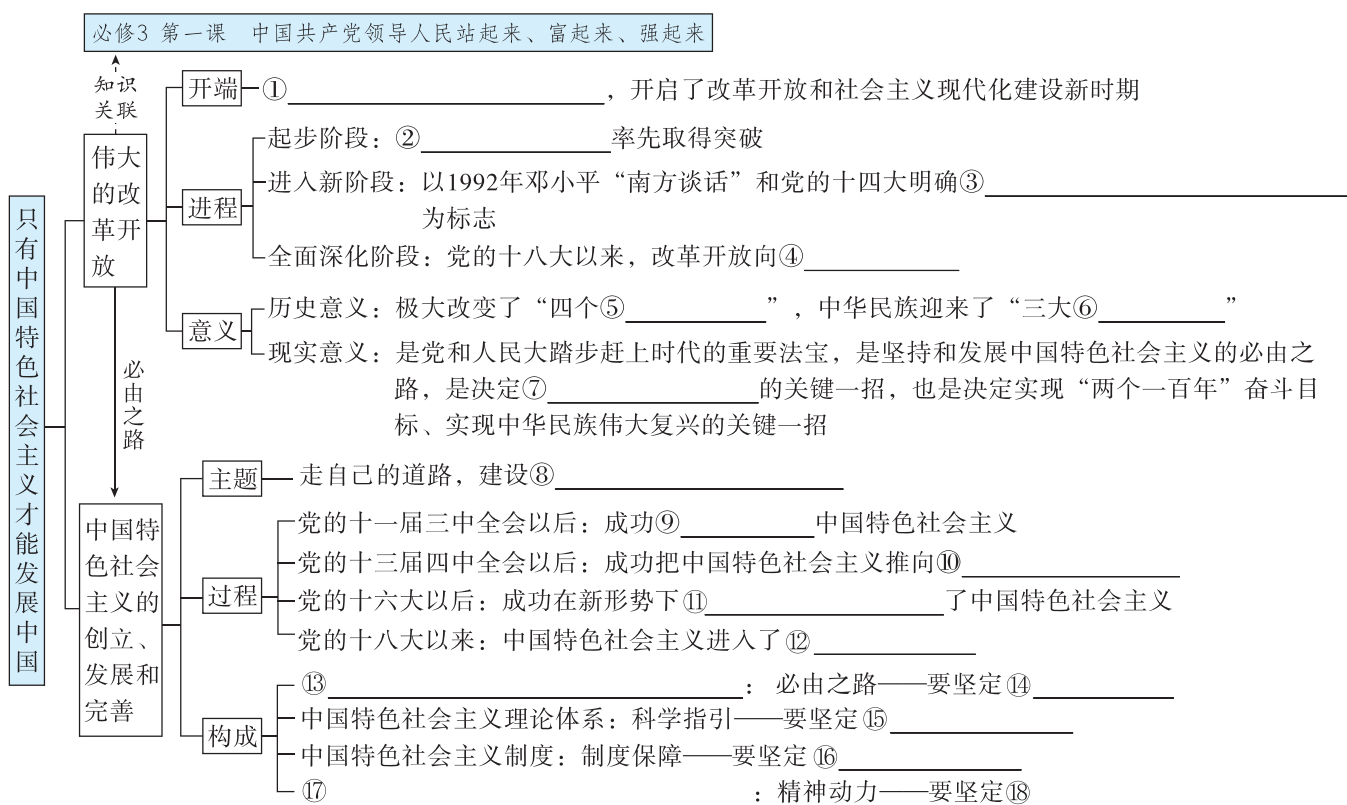 必修3 第一课 中国共产党领导人民站起来、富起来、强起来
知识
关联
只有中国特色社会主义才能发展中国
伟大
的改
革开
放
开端
①，开启了改革开放和社会主义现代化建设新时期
进程
起步阶段：②率先取得突破
进入新阶段：以1992年邓小平“南方谈话”和党的十四大明确③
为标志
全面深化阶段：党的十八大以来，改革开放向④
意义
历史意义：极大改变了“四个⑤”，中华民族迎来了“三大⑥”
现实意义：是党和人民大踏步赶上时代的重要法宝，是坚持和发展中国特色社会主义的必由之
路，是决定⑦的关键一招，也是决定实现“两个一百年”奋斗目
标、实现中华民族伟大复兴的关键一招
必由之路
中国特
色社会
主义的
创立、
发展和
完善
主题
走自己的道路，建设⑧
过程
党的十一届三中全会以后：成功⑨中国特色社会主义
党的十三届四中全会以后：成功把中国特色社会主义推向⑩
党的十六大以后：成功在新形势下⑪了中国特色社会主义
党的十八大以来：中国特色社会主义进入了⑫
构成
⑬：必由之路——要坚定⑭
中国特色社会主义理论体系：科学指引——要坚定⑮
中国特色社会主义制度：制度保障——要坚定⑯
⑰：精神动力——要坚定⑱